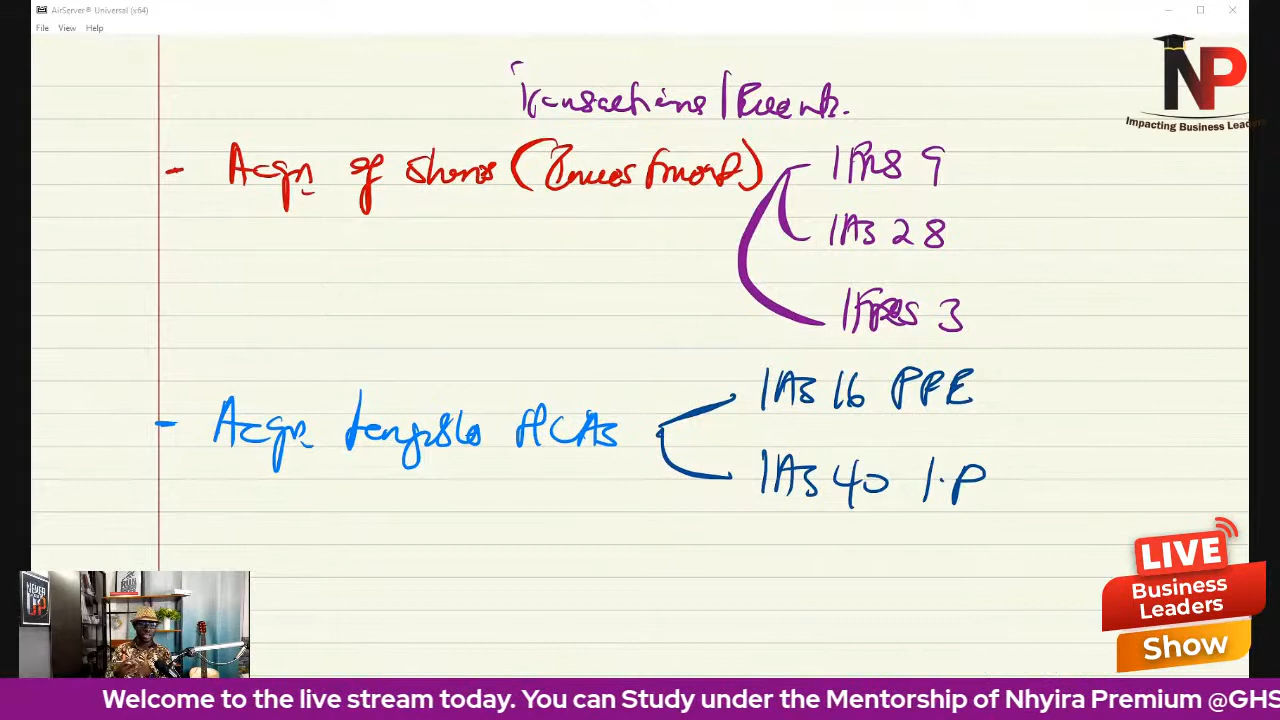 AirServer® Universal (x64)
File View Help
Transactions/Events.
NP
Impacting Business Leaders
- Acqn of shares (Investment)
IFRS 9
IAS 28
IFRS 3
- Acqn tangible NCAs
IAS 16 PPE
IAS 40 I.P
LIVE
Business
Leaders
Show
Welcome to the live stream today. You can Study under the Mentorship of Nhyira Premium @GHS